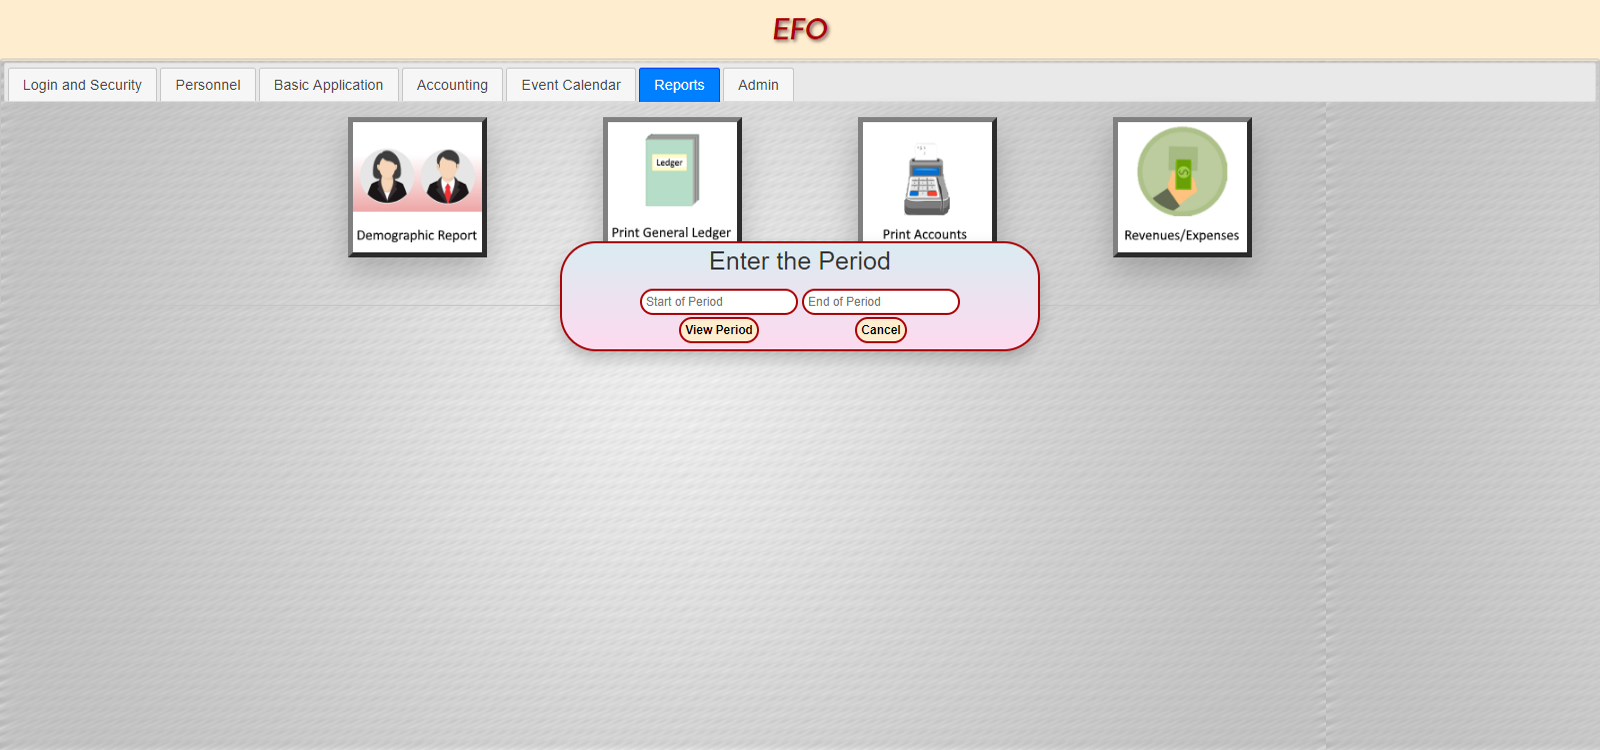 EFO
Login and Security Personnel Basic Application Accounting Event Calendar Reports Admin
Ledger
Demographic Report Print General Ledger Print Accounts Revenues/Expenses
Enter the Period
Start of Period End of Period
View Period Cancel